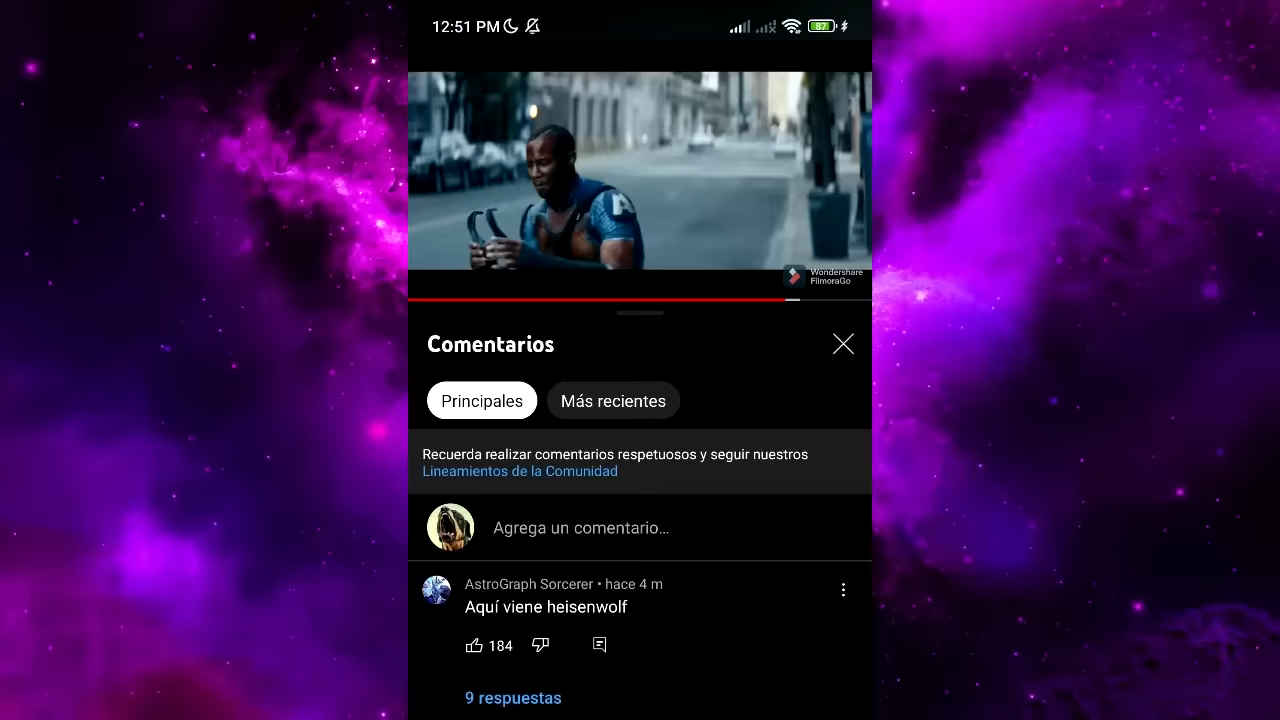 12:51 PM
87
A
Wondershare
FilmoraGo
Comentarios
Principales
Más recientes
Recuerda realizar comentarios respetuosos y seguir nuestros
Lineamientos de la Comunidad
Agrega un comentario...
AstroGraph Sorcerer • hace 4 m
Aquí viene heisenwolf
184
9 respuestas